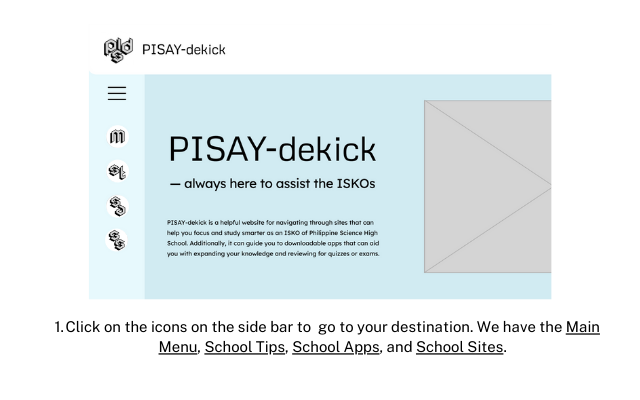 PISAY-dekick
PISAY-dekick
— always here to assist the ISKOs
PISAY-dekick is a helpful website for navigating through sites that can
help you focus and study smarter as an ISKO of Philippine Science High
School. Additionally, it can guide you to downloadable apps that can aid
you with expanding your knowledge and reviewing for quizzes or exams.
1. Click on the icons on the side bar to go to your destination. We have the Main
Menu, School Tips, School Apps, and School Sites.